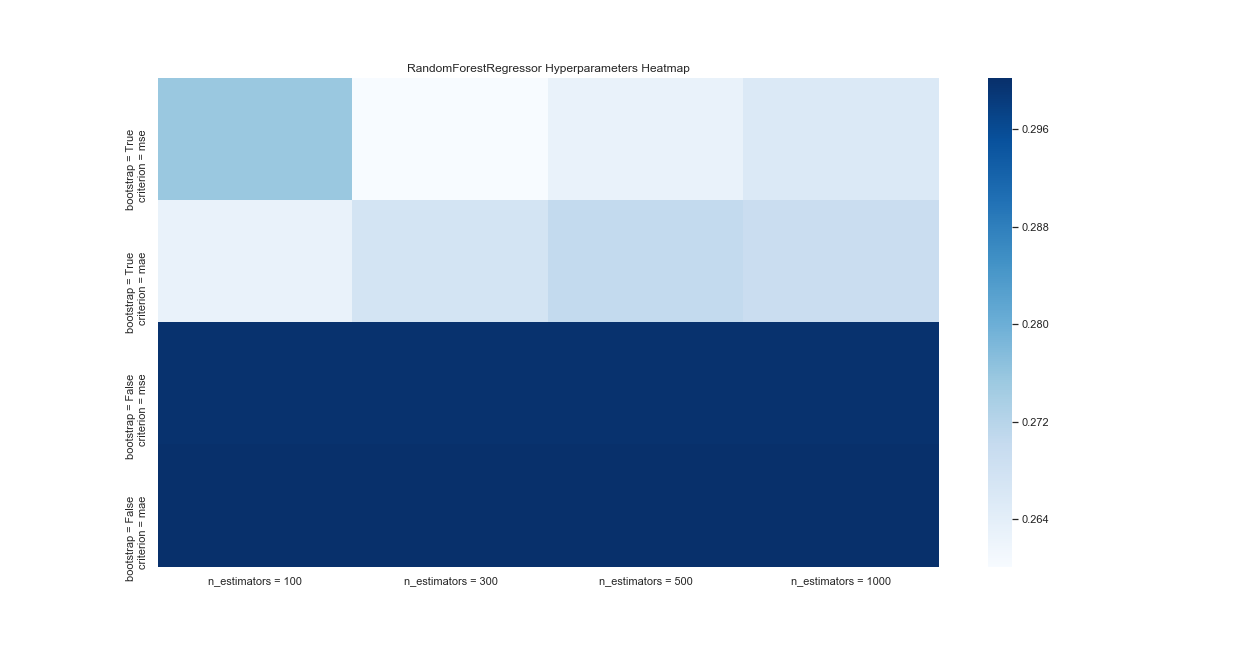 RandomForestRegressor Hyperparameters Heatmap
bootstrap = True
criterion = mse
bootstrap = True
criterion = mae
bootstrap = False
criterion = mse
bootstrap = False
criterion = mae
n_estimators = 100
n_estimators = 300
n_estimators = 500
n_estimators = 1000
0.296
0.288
0.280
0.272
0.264